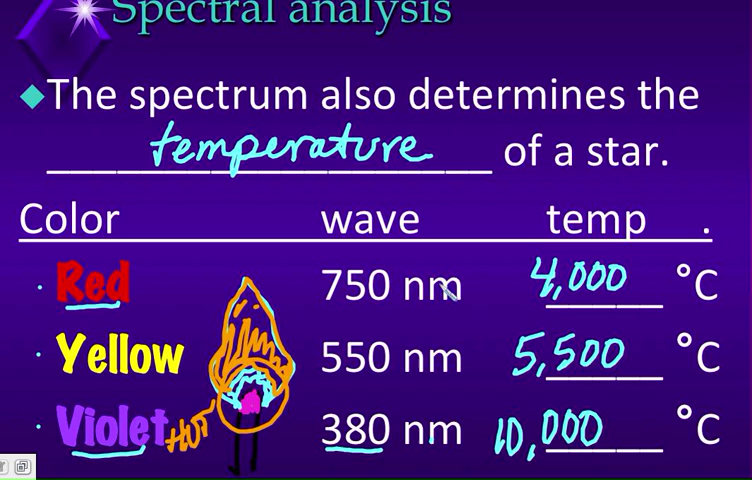 Spectral analysis
The spectrum also determines the
temperature of a star.
Color wave temp .
Red 750 nm 4,000 °C
Yellow 550 nm 5,500 °C
Violet HOT 380 nm 10,000 °C